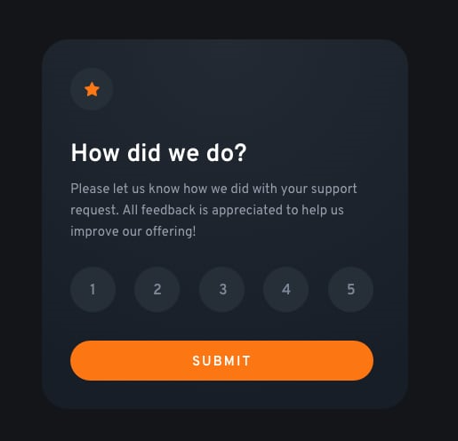 How did we do?
Please let us know how we did with your support
request. All feedback is appreciated to help us
improve our offering!
1 2 3 4 5
SUBMIT